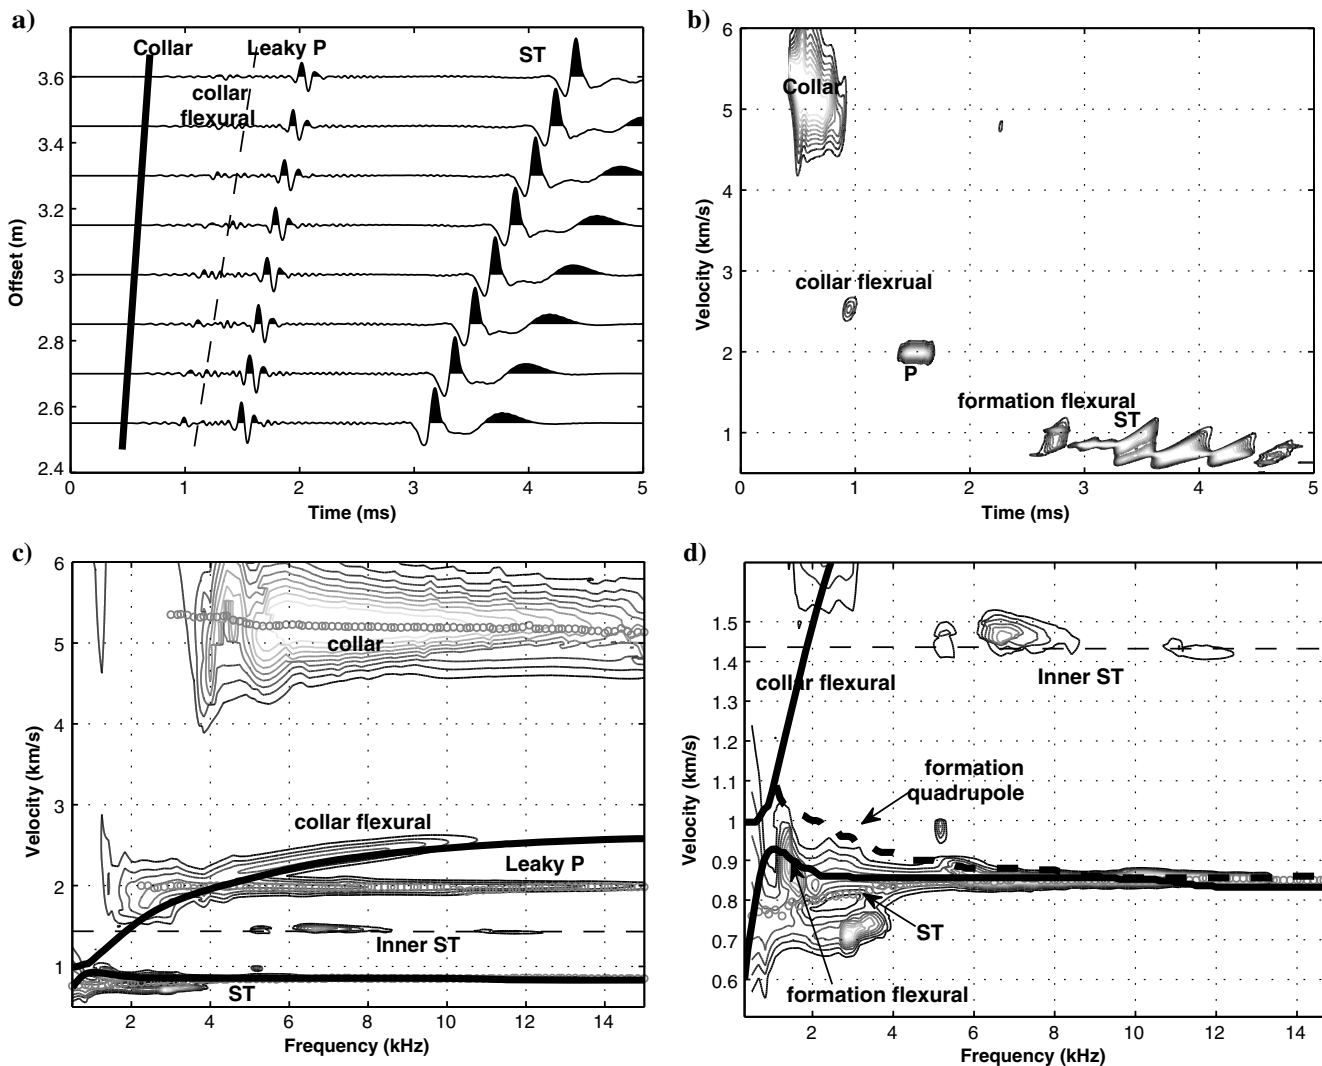 a)
Collar
Leaky P
ST
collar
flexural
3.6
3.4
3.2
3
2.8
2.6
2.4
Offset (m)
0 1 2 3 4 5
Time (ms)
b)
6
5
4
3
2
1
Velocity (km/s)
Collar
collar flexrual
P
formation flexural
ST
0 1 2 3 4 5
Time (ms)
c)
6
5
4
3
2
1
Velocity (km/s)
collar
collar flexural
Leaky P
Inner ST
ST
2 4 6 8 10 12 14
Frequency (kHz)
d)
1.5
1.4
1.3
1.2
1.1
1
0.9
0.8
0.7
0.6
Velocity (km/s)
collar flexural
Inner ST
formation
quadrupole
ST
formation flexural
2 4 6 8 10 12 14
Frequency (kHz)